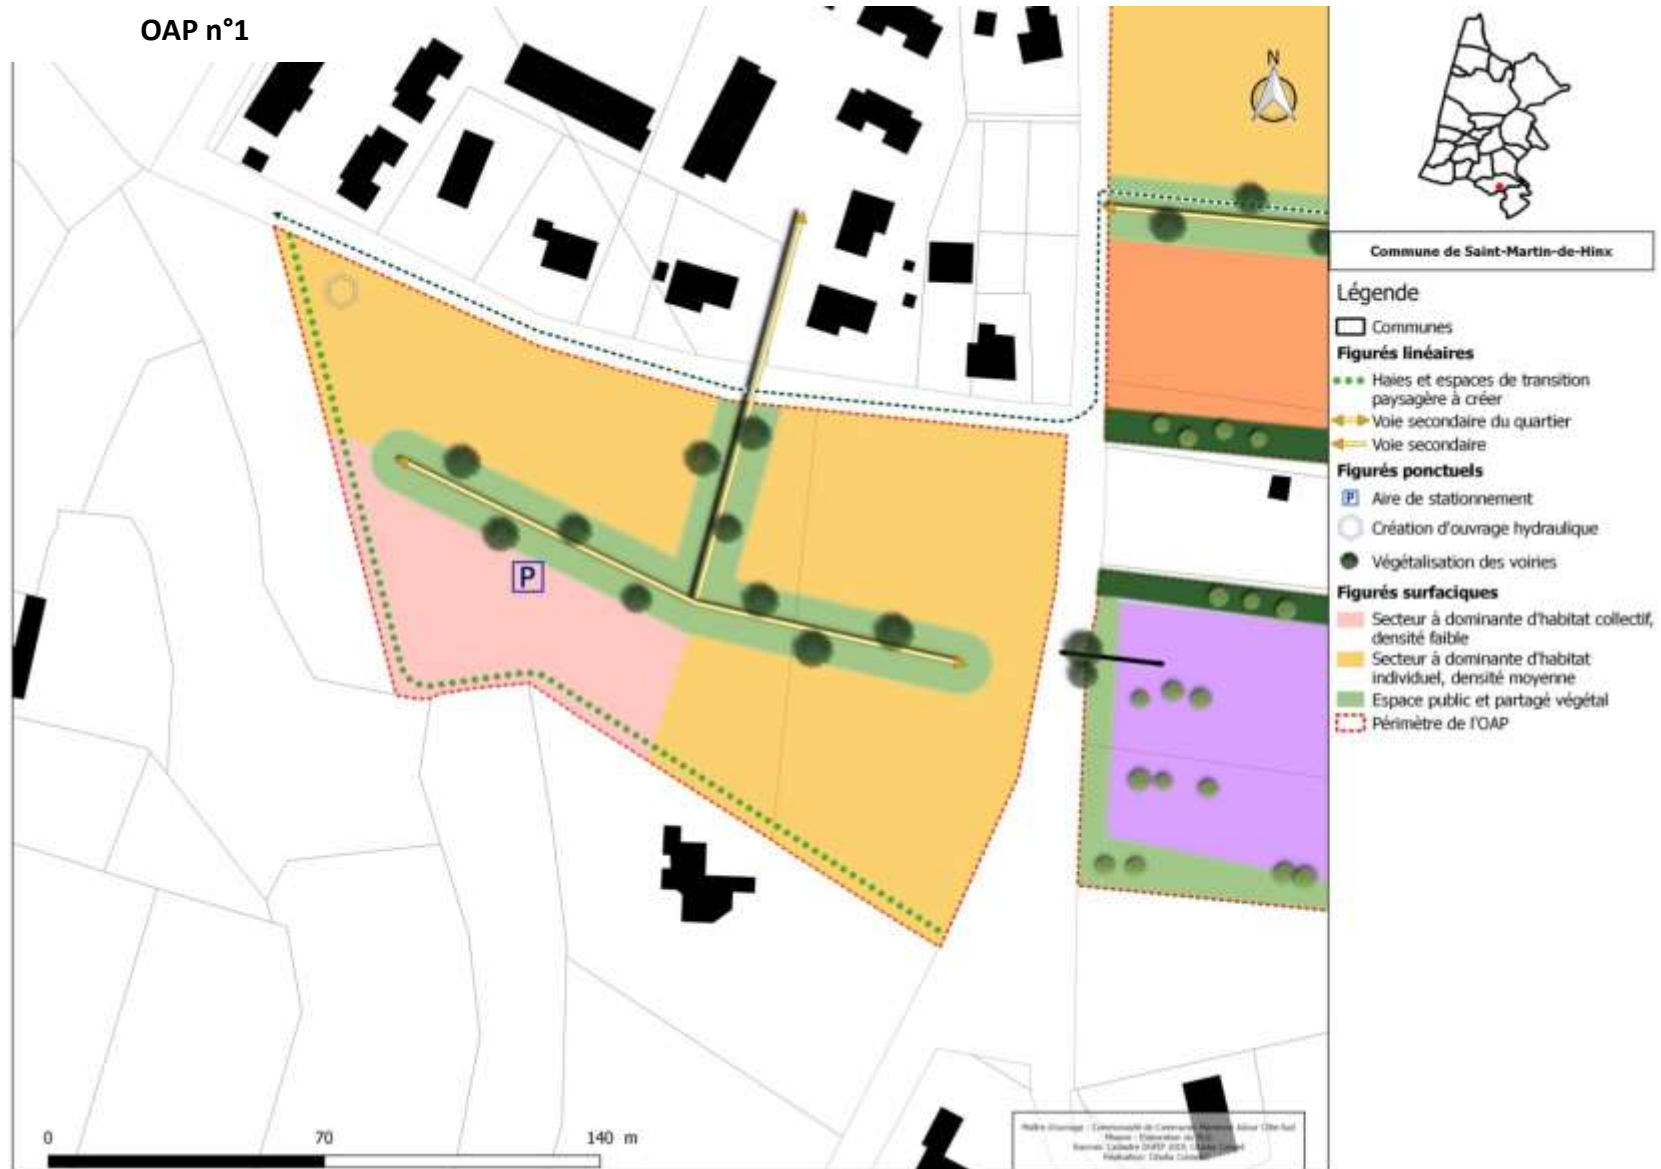 OAP n°1
N
P
0 70 140 m
Commune de Saint-Martin-de-Hinx
Légende
Communes
Figurés linéaires
Haies et espaces de transition
paysagère à créer
Voie secondaire du quartier
Voie secondaire
Figurés ponctuels
P Aire de stationnement
Création d'ouvrage hydraulique
Végétalisation des voiries
Figurés surfaciques
Secteur à dominante d'habitat collectif,
densité faible
Secteur à dominante d'habitat
individuel, densité moyenne
Espace public et partagé végétal
Périmètre de l'OAP